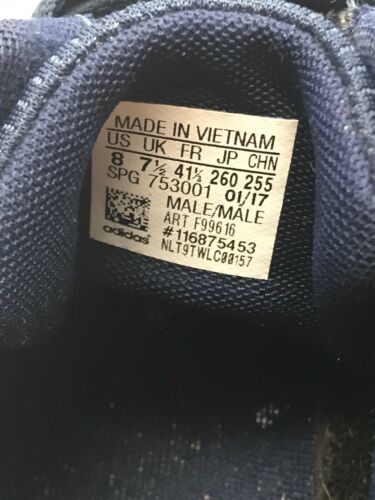 MADE IN VIETNAM
US UK FR JP CHN
8 7½ 41⅓ 260 255
SPG 753001 01/17
MALE/MALE
ART F99616
#116875453
NLT9TWLC00157
adidas